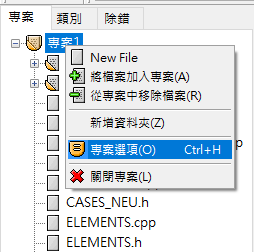 專案 類別 除錯
專案1
New File
將檔案加入專案(A)
從專案中移除檔案(R)
新增資料夾(Z)
專案選項(O) Ctrl+H
p
關閉專案(L)
CASES_NEU.h
ELEMENTS.cpp
ELEMENTS.h